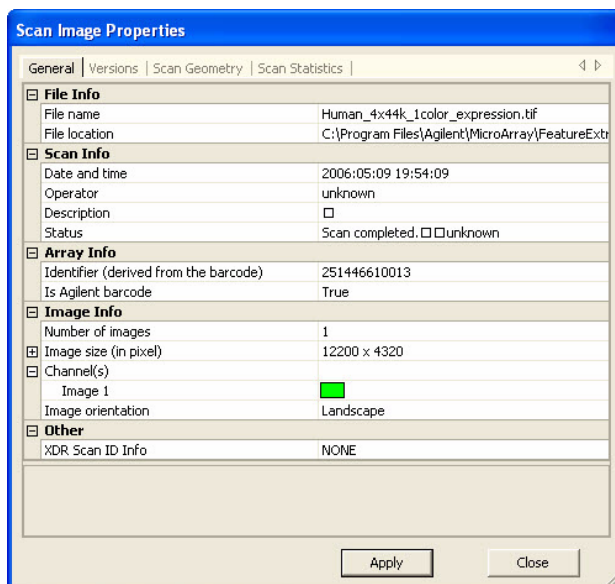 Scan Image Properties
General | Versions | Scan Geometry | Scan Statistics |
File Info
File name Human_4x44k_1color_expression.tif
File location C:\Program Files\Agilent\MicroArray\FeatureExtr
Scan Info
Date and time 2006:05:09 19:54:09
Operator unknown
Description □
Status Scan completed.□□unknown
Array Info
Identifier (derived from the barcode) 251446610013
Is Agilent barcode True
Image Info
Number of images 1
Image size (in pixel) 12200 x 4320
Channel(s)
Image 1
Image orientation Landscape
Other
XDR Scan ID Info NONE
Apply Close